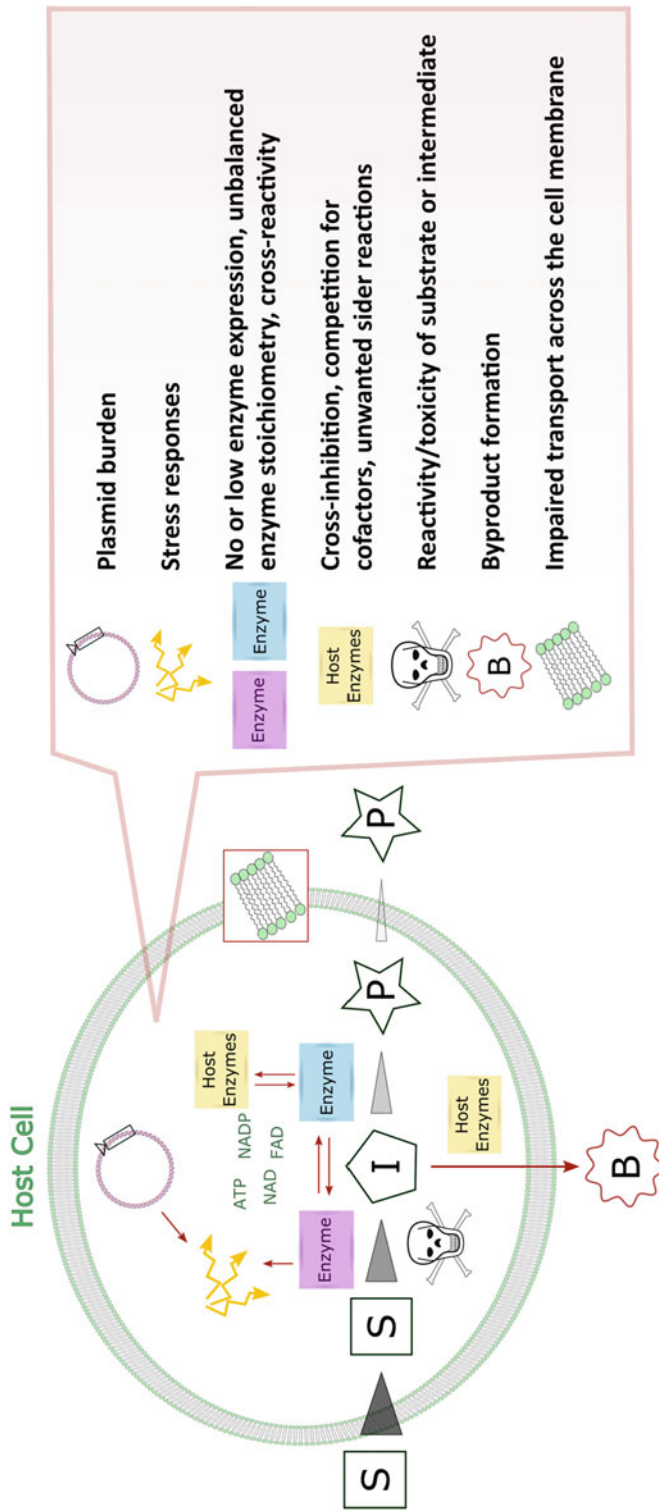 Host Cell
S
S
Enzyme
ATP NADP
NAD FAD
Host
Enzymes
Enzyme
I
P
P
Host
Enzymes
B
Plasmid burden
Stress responses
Enzyme
Enzyme
No or low enzyme expression, unbalanced
enzyme stoichiometry, cross-reactivity
Host
Enzymes
Cross-inhibition, competition for
cofactors, unwanted sider reactions
Reactivity/toxicity of substrate or intermediate
B
Byproduct formation
Impaired transport across the cell membrane